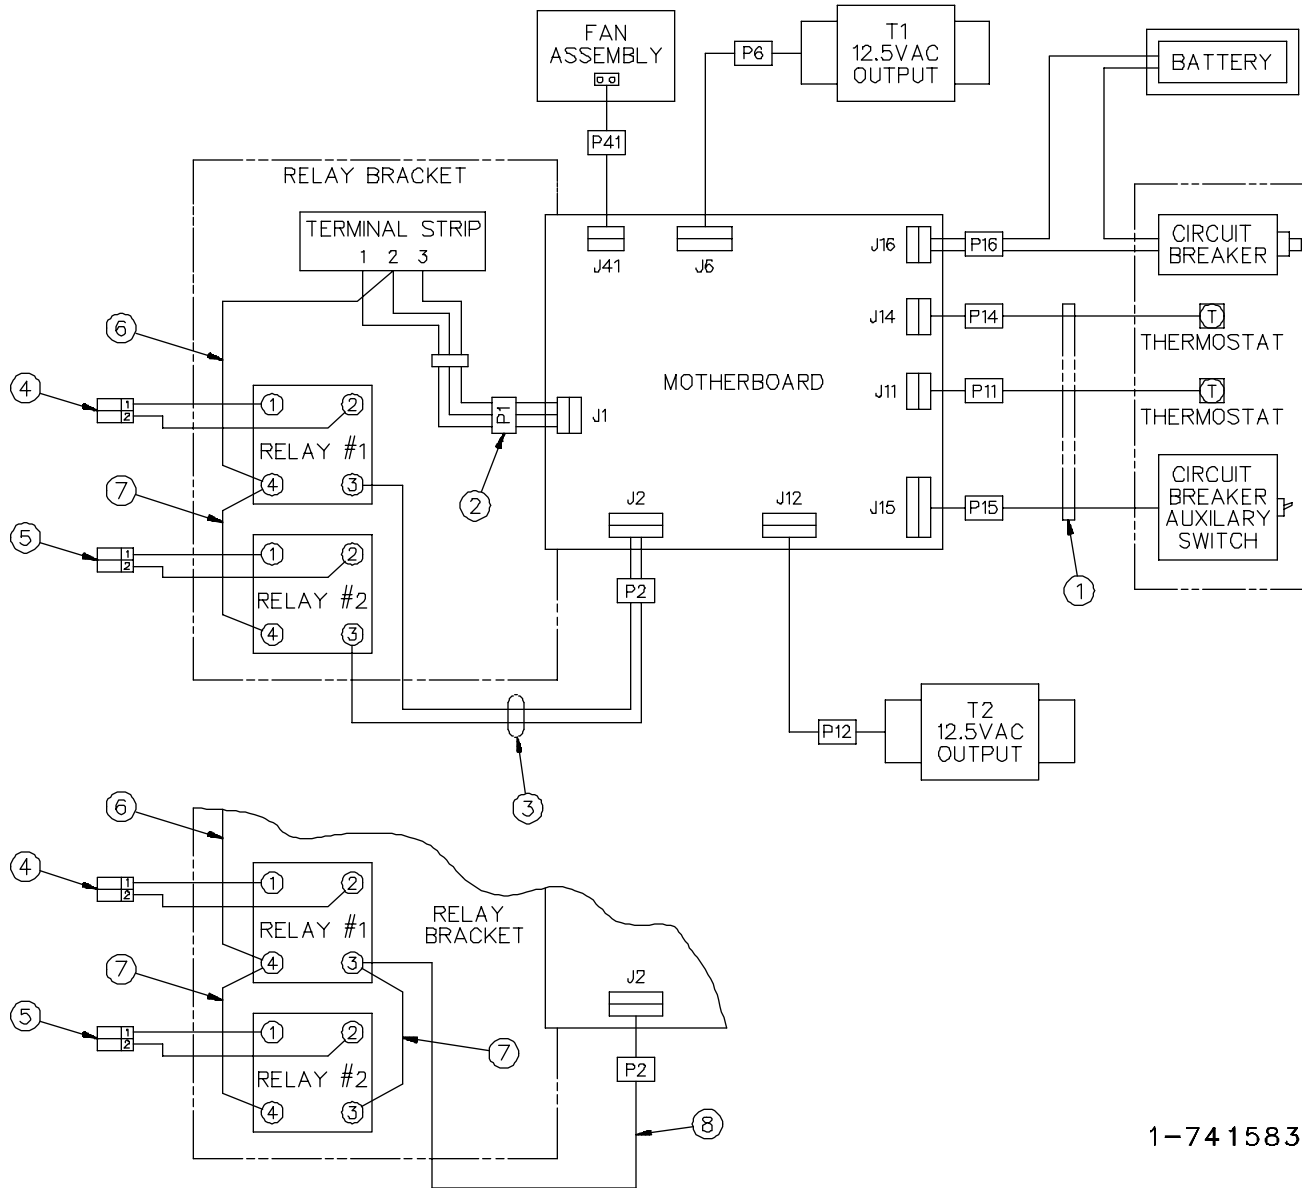 FAN
ASSEMBLY
P41
P6
T1
12.5VAC
OUTPUT
BATTERY
RELAY BRACKET
TERMINAL STRIP
1 2 3
J41
J6
J16
P16
CIRCUIT
BREAKER
J14
P14
T
THERMOSTAT
MOTHERBOARD
J11
P11
T
THERMOSTAT
J15
P15
CIRCUIT
BREAKER
AUXILARY
SWITCH
1
6
4
1
2
1
2
RELAY #1
4
3
P1
J1
2
7
5
1
2
1
2
RELAY #2
4
3
J2
P2
J12
3
P12
T2
12.5VAC
OUTPUT
6
4
1
2
1
2
RELAY #1
4
3
RELAY
BRACKET
7
5
1
2
1
2
RELAY #2
4
3
7
J2
P2
8
1-741583